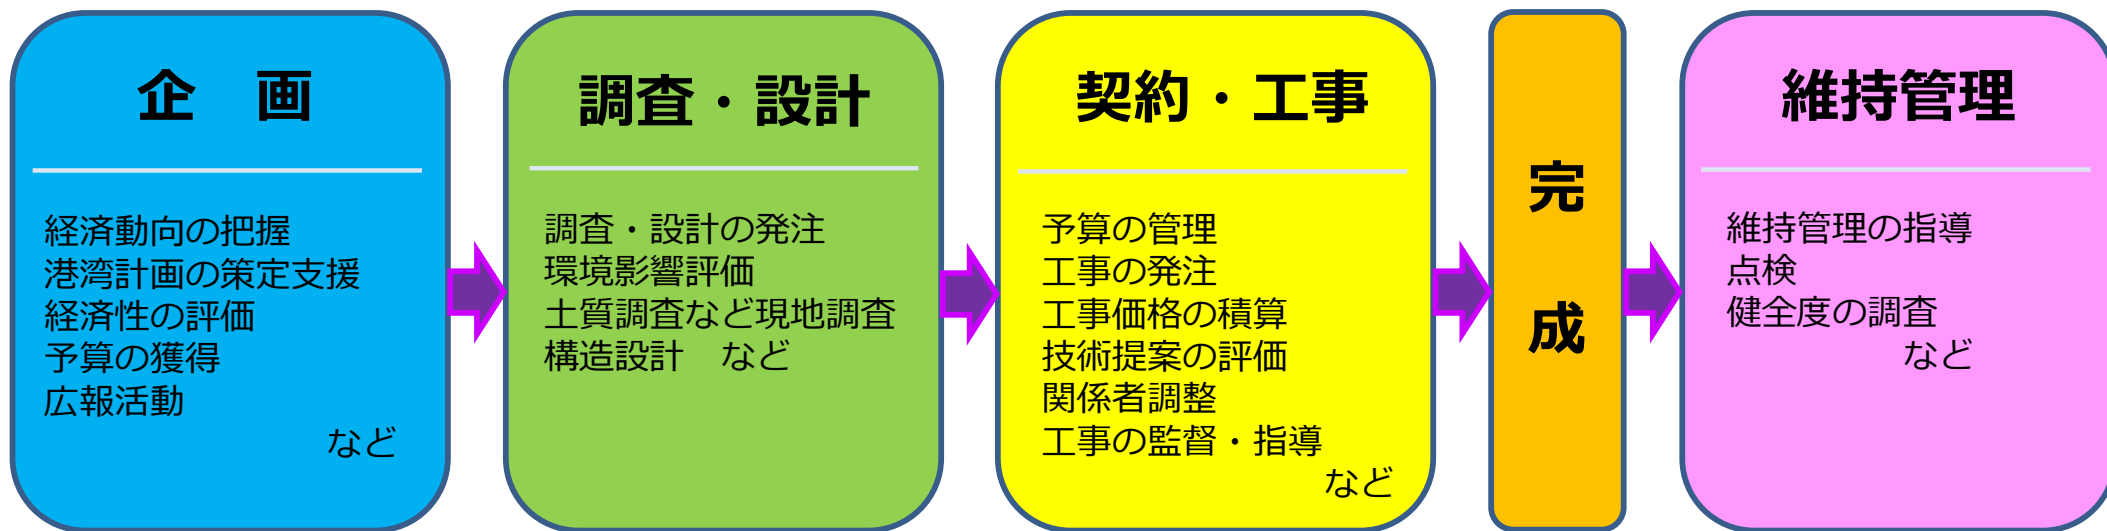 企　画
経済動向の把握
港湾計画の策定支援
経済性の評価
予算の獲得
広報活動
など
調査・設計
調査・設計の発注
環境影響評価
土質調査など現地調査
構造設計　など
契約・工事
予算の管理
工事の発注
工事価格の積算
技術提案の評価
関係者調整
工事の監督・指導
など
完成
維持管理
維持管理の指導
点検
健全度の調査
など